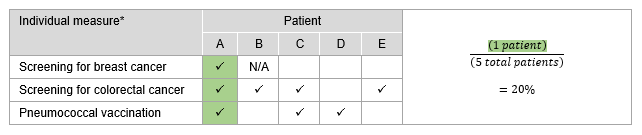 Individual measure* Patient
A B C D E
Screening for breast cancer ✓ N/A
Screening for colorectal cancer ✓ ✓ ✓ ✓
Pneumococcal vaccination ✓ ✓ ✓
(1 patient)
(5 total patients)
= 20%